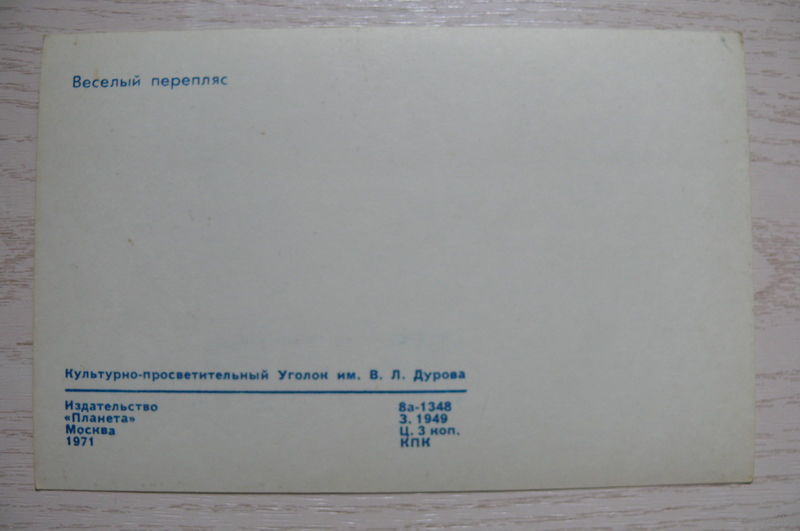 Веселый перепляс
Культурно-просветительный Уголок им. В. Л. Дурова
Издательство
«Планета»
Москва
1971
8а-1348
З. 1949
Ц. 3 коп.
КПК